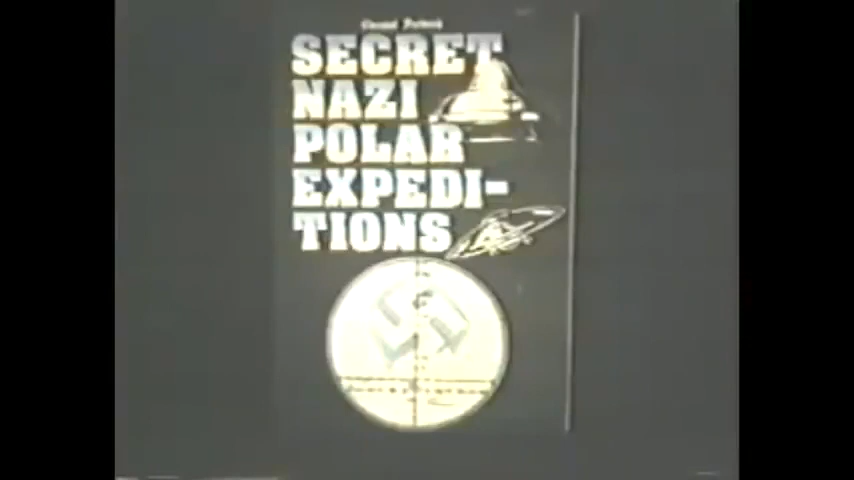 SECRET
NAZI
POLAR
EXPEDI-
TIONS